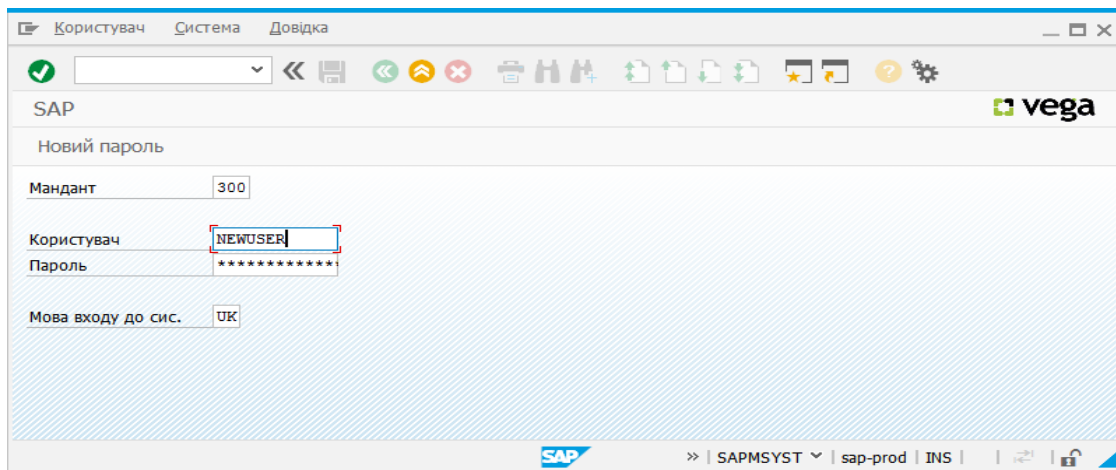 Користувач Система Довідка
SAP
vega
Новий пароль
Мандант 300
Користувач NEWUSER
Пароль *************
Мова входу до сис. UK
SAP
» | SAPMSYST | sap-prod | INS |